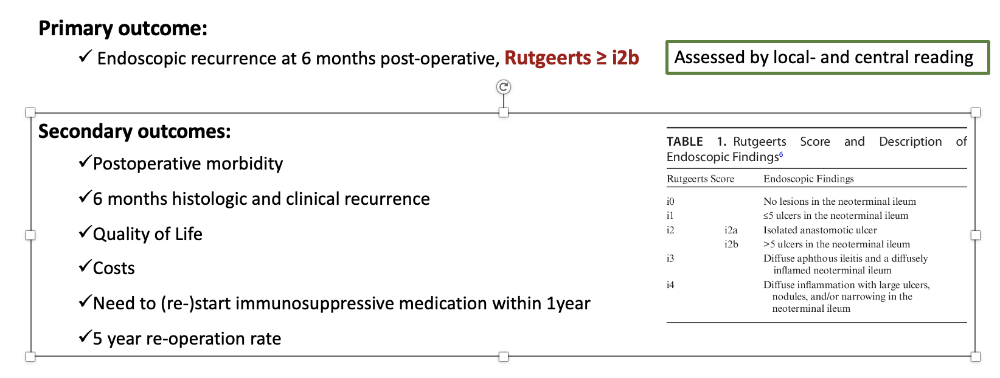 Primary outcome:
✓ Endoscopic recurrence at 6 months post-operative, Rutgeerts ≥ i2b
Assessed by local- and central reading
Secondary outcomes:
✓Postoperative morbidity
✓6 months histologic and clinical recurrence
✓Quality of Life
✓Costs
✓Need to (re-)start immunosuppressive medication within 1year
✓5 year re-operation rate
TABLE 1. Rutgeerts Score and Description of
Endoscopic Findings6
Rutgeerts Score Endoscopic Findings
i0 No lesions in the neoterminal ileum
i1 ≤5 ulcers in the neoterminal ileum
i2 i2a Isolated anastomotic ulcer
i2b >5 ulcers in the neoterminal ileum
i3 Diffuse aphthous ileitis and a diffusely
inflamed neoterminal ileum
i4 Diffuse inflammation with large ulcers,
nodules, and/or narrowing in the
neoterminal ileum